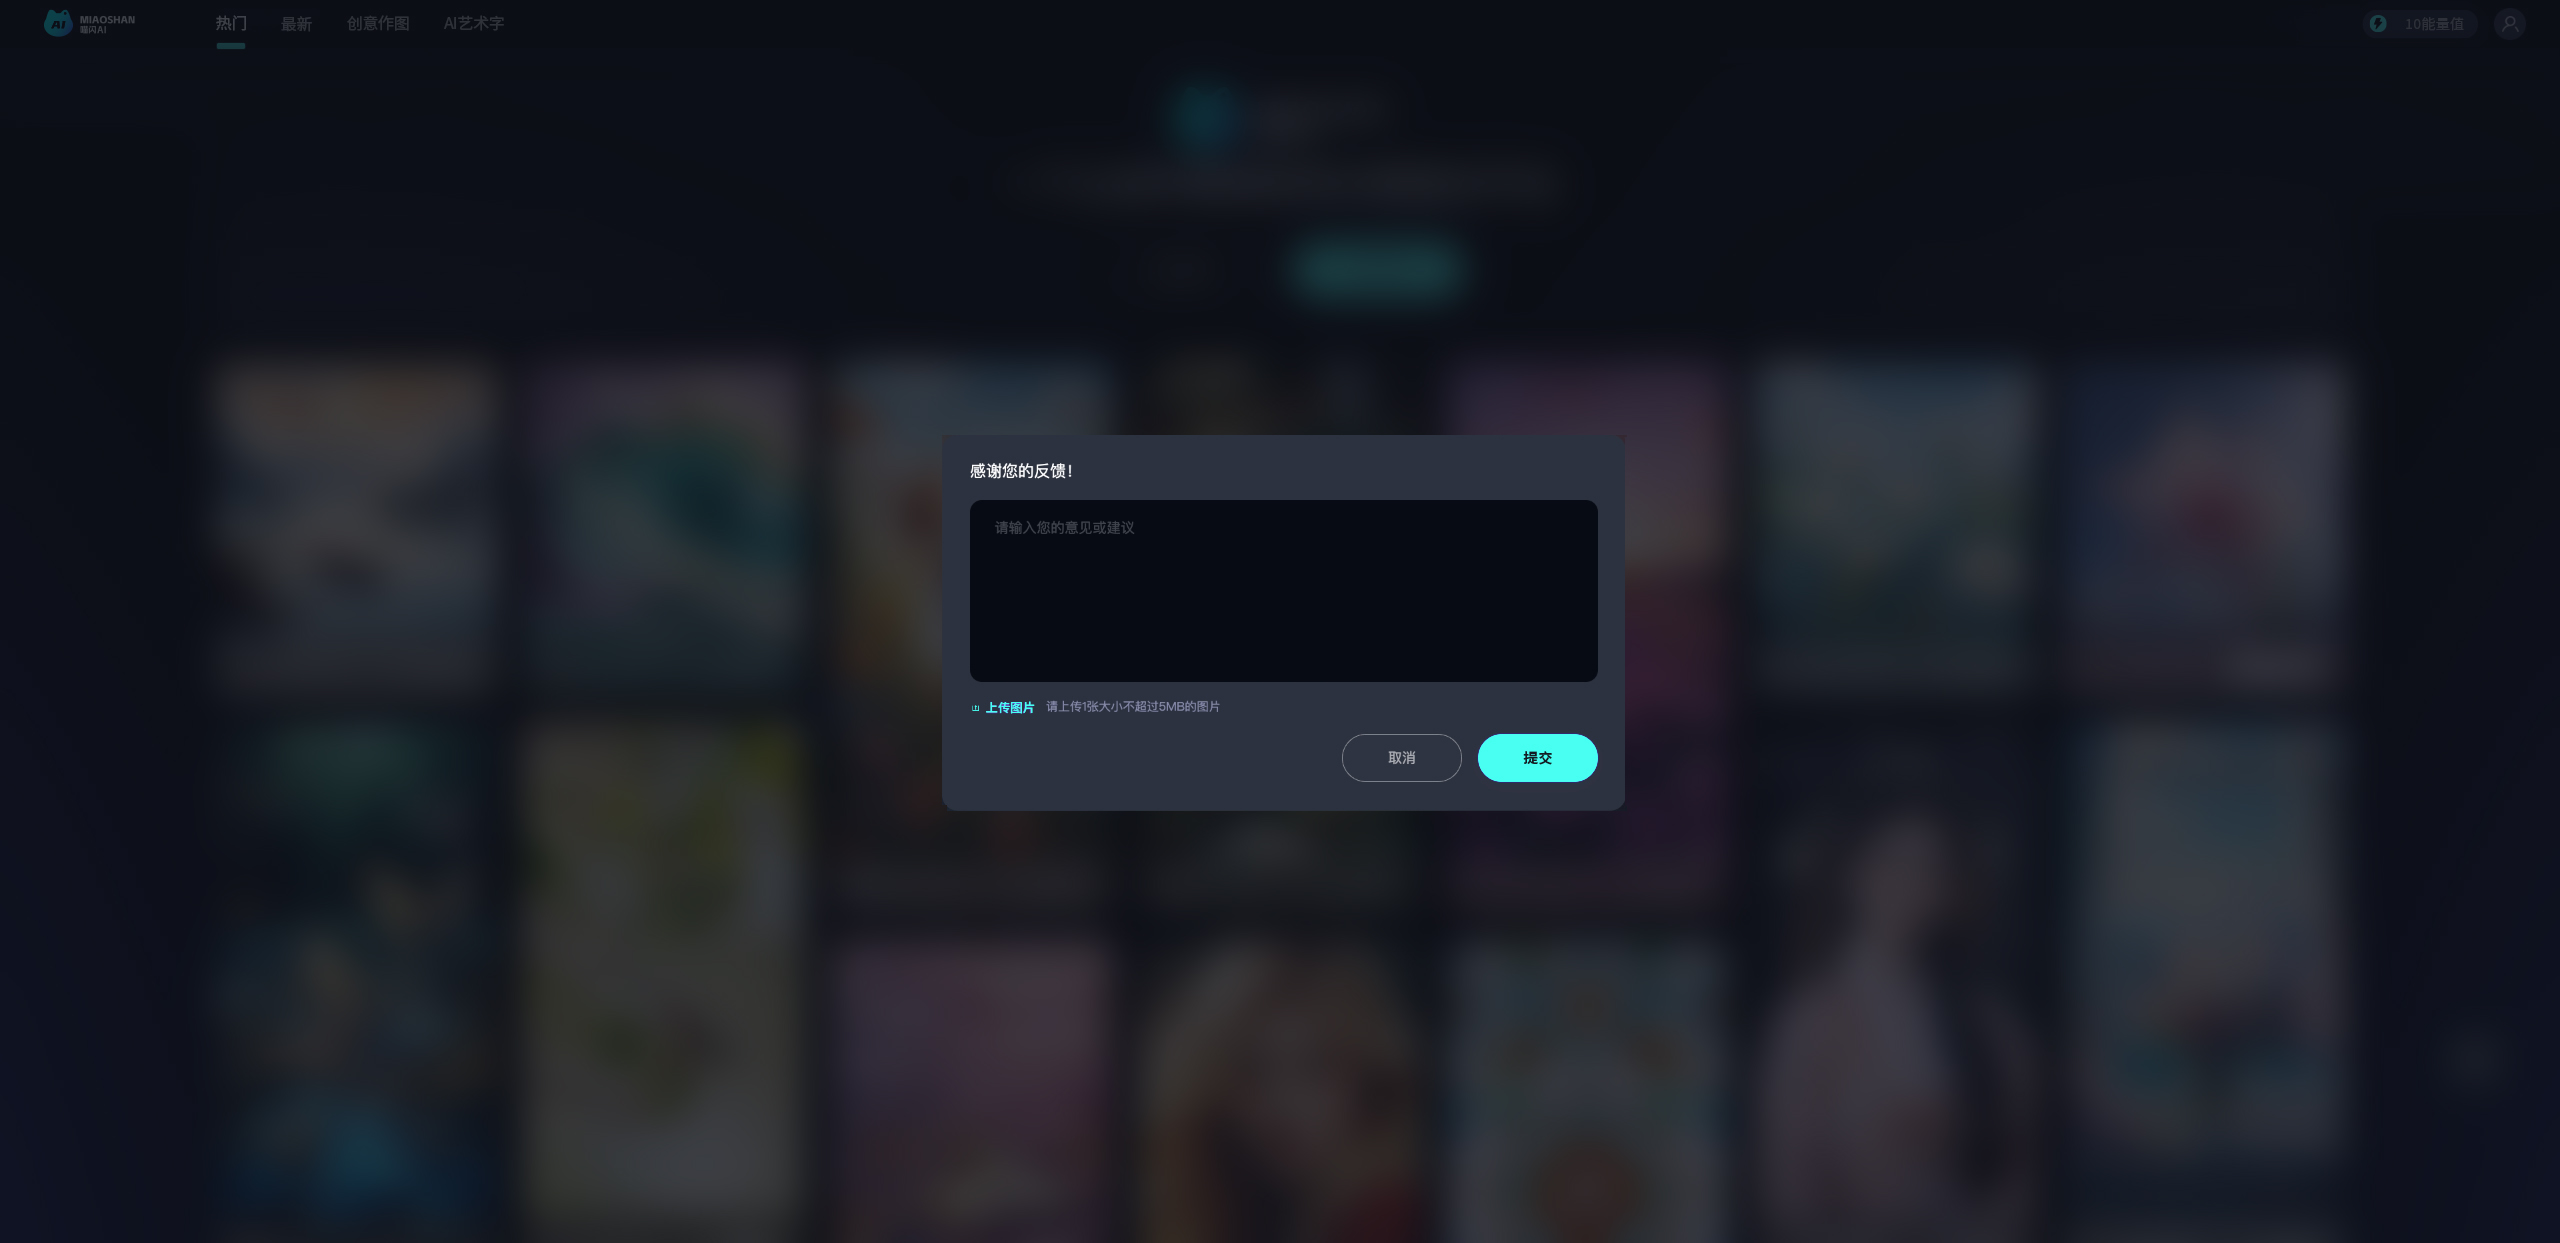 AI
MIAOSHAN
喵闪AI
热门
最新
创意作图
AI艺术字
10能量值
感谢您的反馈!
请输入您的意见或建议
上传图片
请上传1张大小不超过5MB的图片
取消
提交